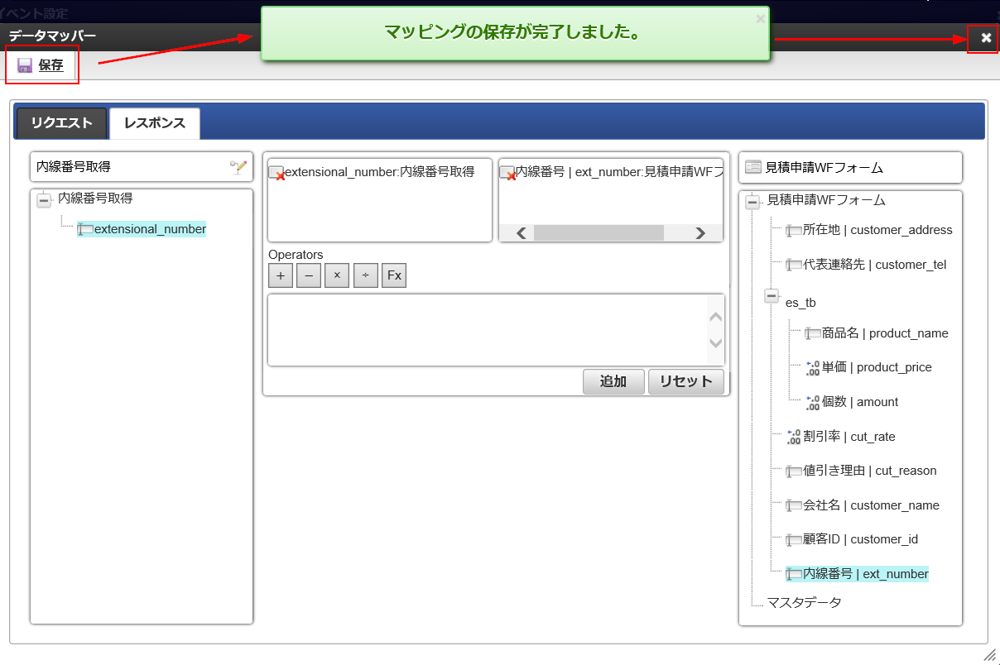 イベント設定
データマッパー
マッピングの保存が完了しました。
保存
リクエスト
レスポンス
内線番号取得
内線番号取得
extensional_number
extensional_number:内線番号取得
内線番号 | ext_number:見積申請WFフ
Operators
+
−
×
÷
Fx
追加
リセット
見積申請WFフォーム
見積申請WFフォーム
所在地 | customer_address
代表連絡先 | customer_tel
es_tb
商品名 | product_name
単価 | product_price
個数 | amount
割引率 | cut_rate
値引き理由 | cut_reason
会社名 | customer_name
顧客ID | customer_id
内線番号 | ext_number
マスタデータ